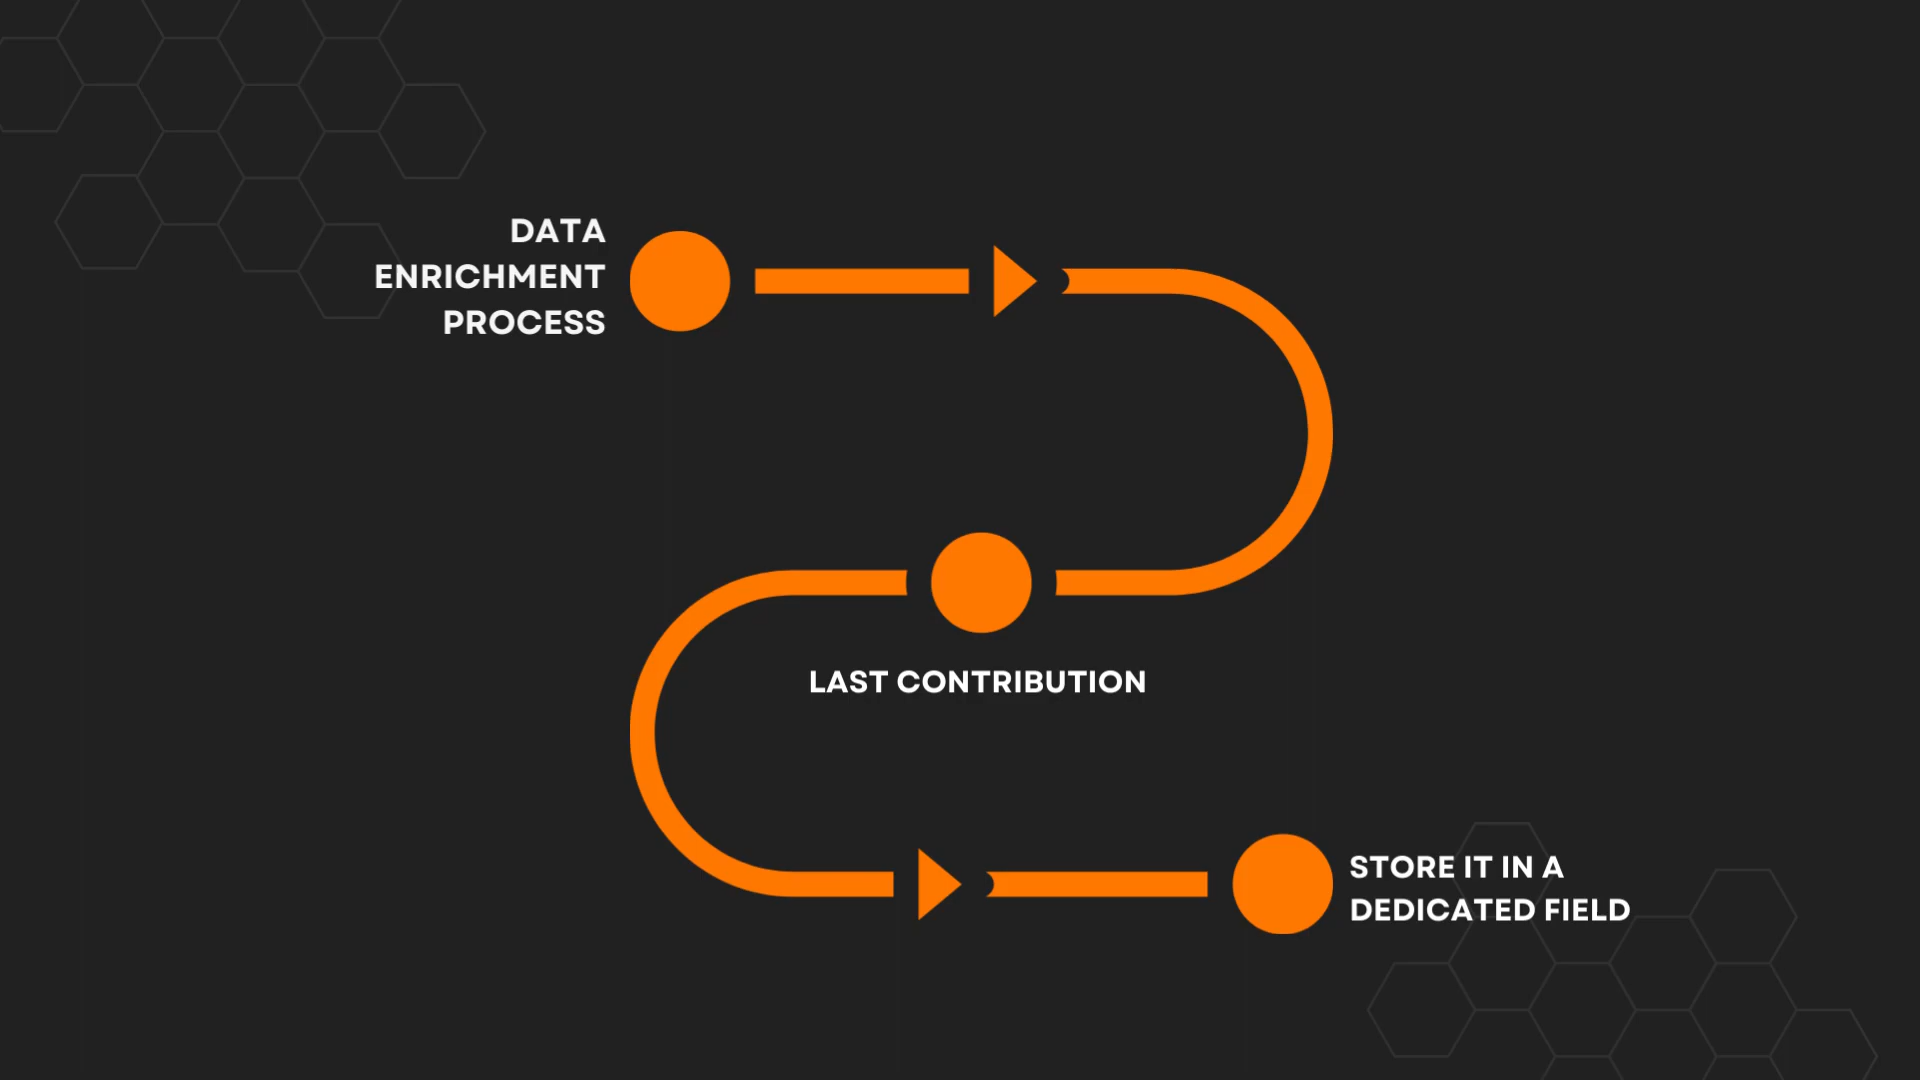 DATA
ENRICHMENT
PROCESS
LAST CONTRIBUTION
STORE IT IN A
DEDICATED FIELD